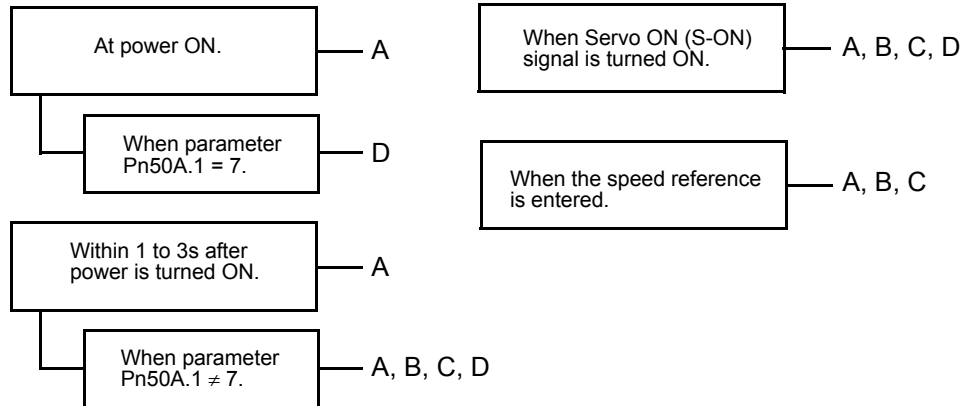 At power ON.
A
When parameter
Pn50A.1 = 7.
D
Within 1 to 3s after
power is turned ON.
A
When parameter
Pn50A.1 ≠ 7.
A, B, C, D
When Servo ON (S-ON)
signal is turned ON.
A, B, C, D
When the speed reference
is entered.
A, B, C